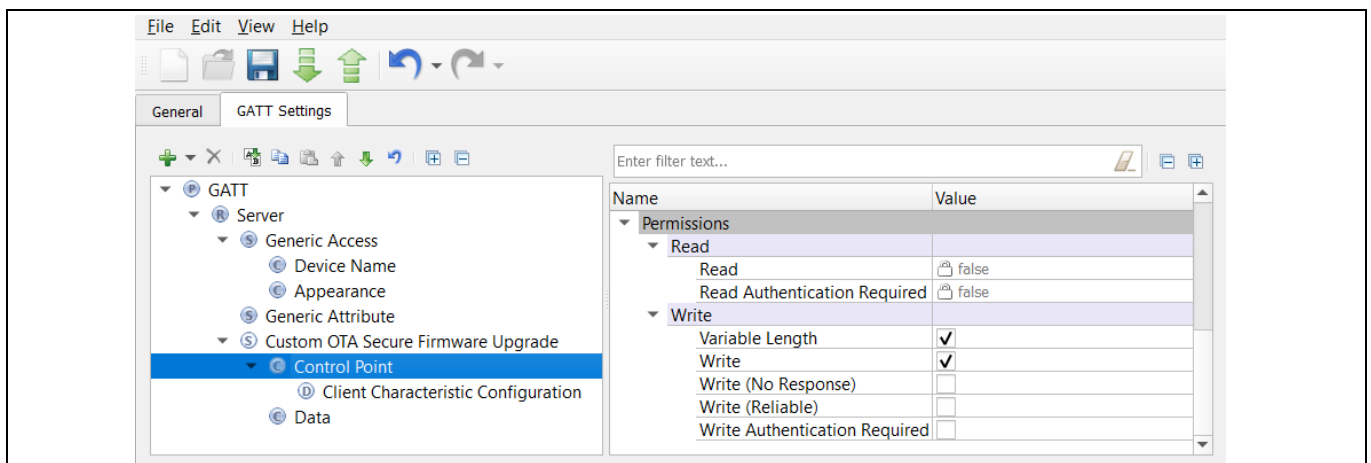 File Edit View Help
General GATT Settings
Enter filter text...
P GATT
R Server
S Generic Access
C Device Name
C Appearance
S Generic Attribute
S Custom OTA Secure Firmware Upgrade
C Control Point
D Client Characteristic Configuration
C Data
Name Value
Permissions
Read
Read false
Read Authentication Required false
Write
Variable Length
Write
Write (No Response)
Write (Reliable)
Write Authentication Required